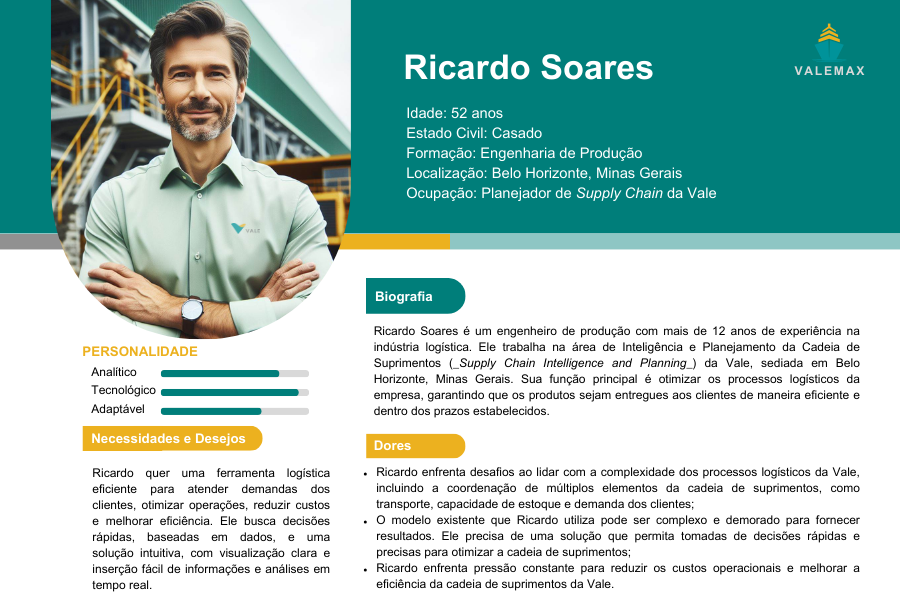 Ricardo Soares
VALEMAX
Idade: 52 anos
Estado Civil: Casado
Formação: Engenharia de Produção
Localização: Belo Horizonte, Minas Gerais
Ocupação: Planejador de Supply Chain da Vale
VALE
PERSONALIDADE
Analítico
Tecnológico
Adaptável
Necessidades e Desejos
Ricardo quer uma ferramenta logística
eficiente para atender demandas dos
clientes, otimizar operações, reduzir custos
e melhorar eficiência. Ele busca decisões
rápidas, baseadas em dados, e uma
solução intuitiva, com visualização clara e
inserção fácil de informações e análises em
tempo real.
Biografia
Ricardo Soares é um engenheiro de produção com mais de 12 anos de experiência na
indústria logística. Ele trabalha na área de Inteligência e Planejamento da Cadeia de
Suprimentos (_Supply Chain Intelligence and Planning_) da Vale, sediada em Belo
Horizonte, Minas Gerais. Sua função principal é otimizar os processos logísticos da
empresa, garantindo que os produtos sejam entregues aos clientes de maneira eficiente e
dentro dos prazos estabelecidos.
Dores
• Ricardo enfrenta desafios ao lidar com a complexidade dos processos logísticos da Vale,
incluindo a coordenação de múltiplos elementos da cadeia de suprimentos, como
transporte, capacidade de estoque e demanda dos clientes;
• O modelo existente que Ricardo utiliza pode ser complexo e demorado para fornecer
resultados. Ele precisa de uma solução que permita tomadas de decisões rápidas e
precisas para otimizar a cadeia de suprimentos;
• Ricardo enfrenta pressão constante para reduzir os custos operacionais e melhorar a
eficiência da cadeia de suprimentos da Vale.